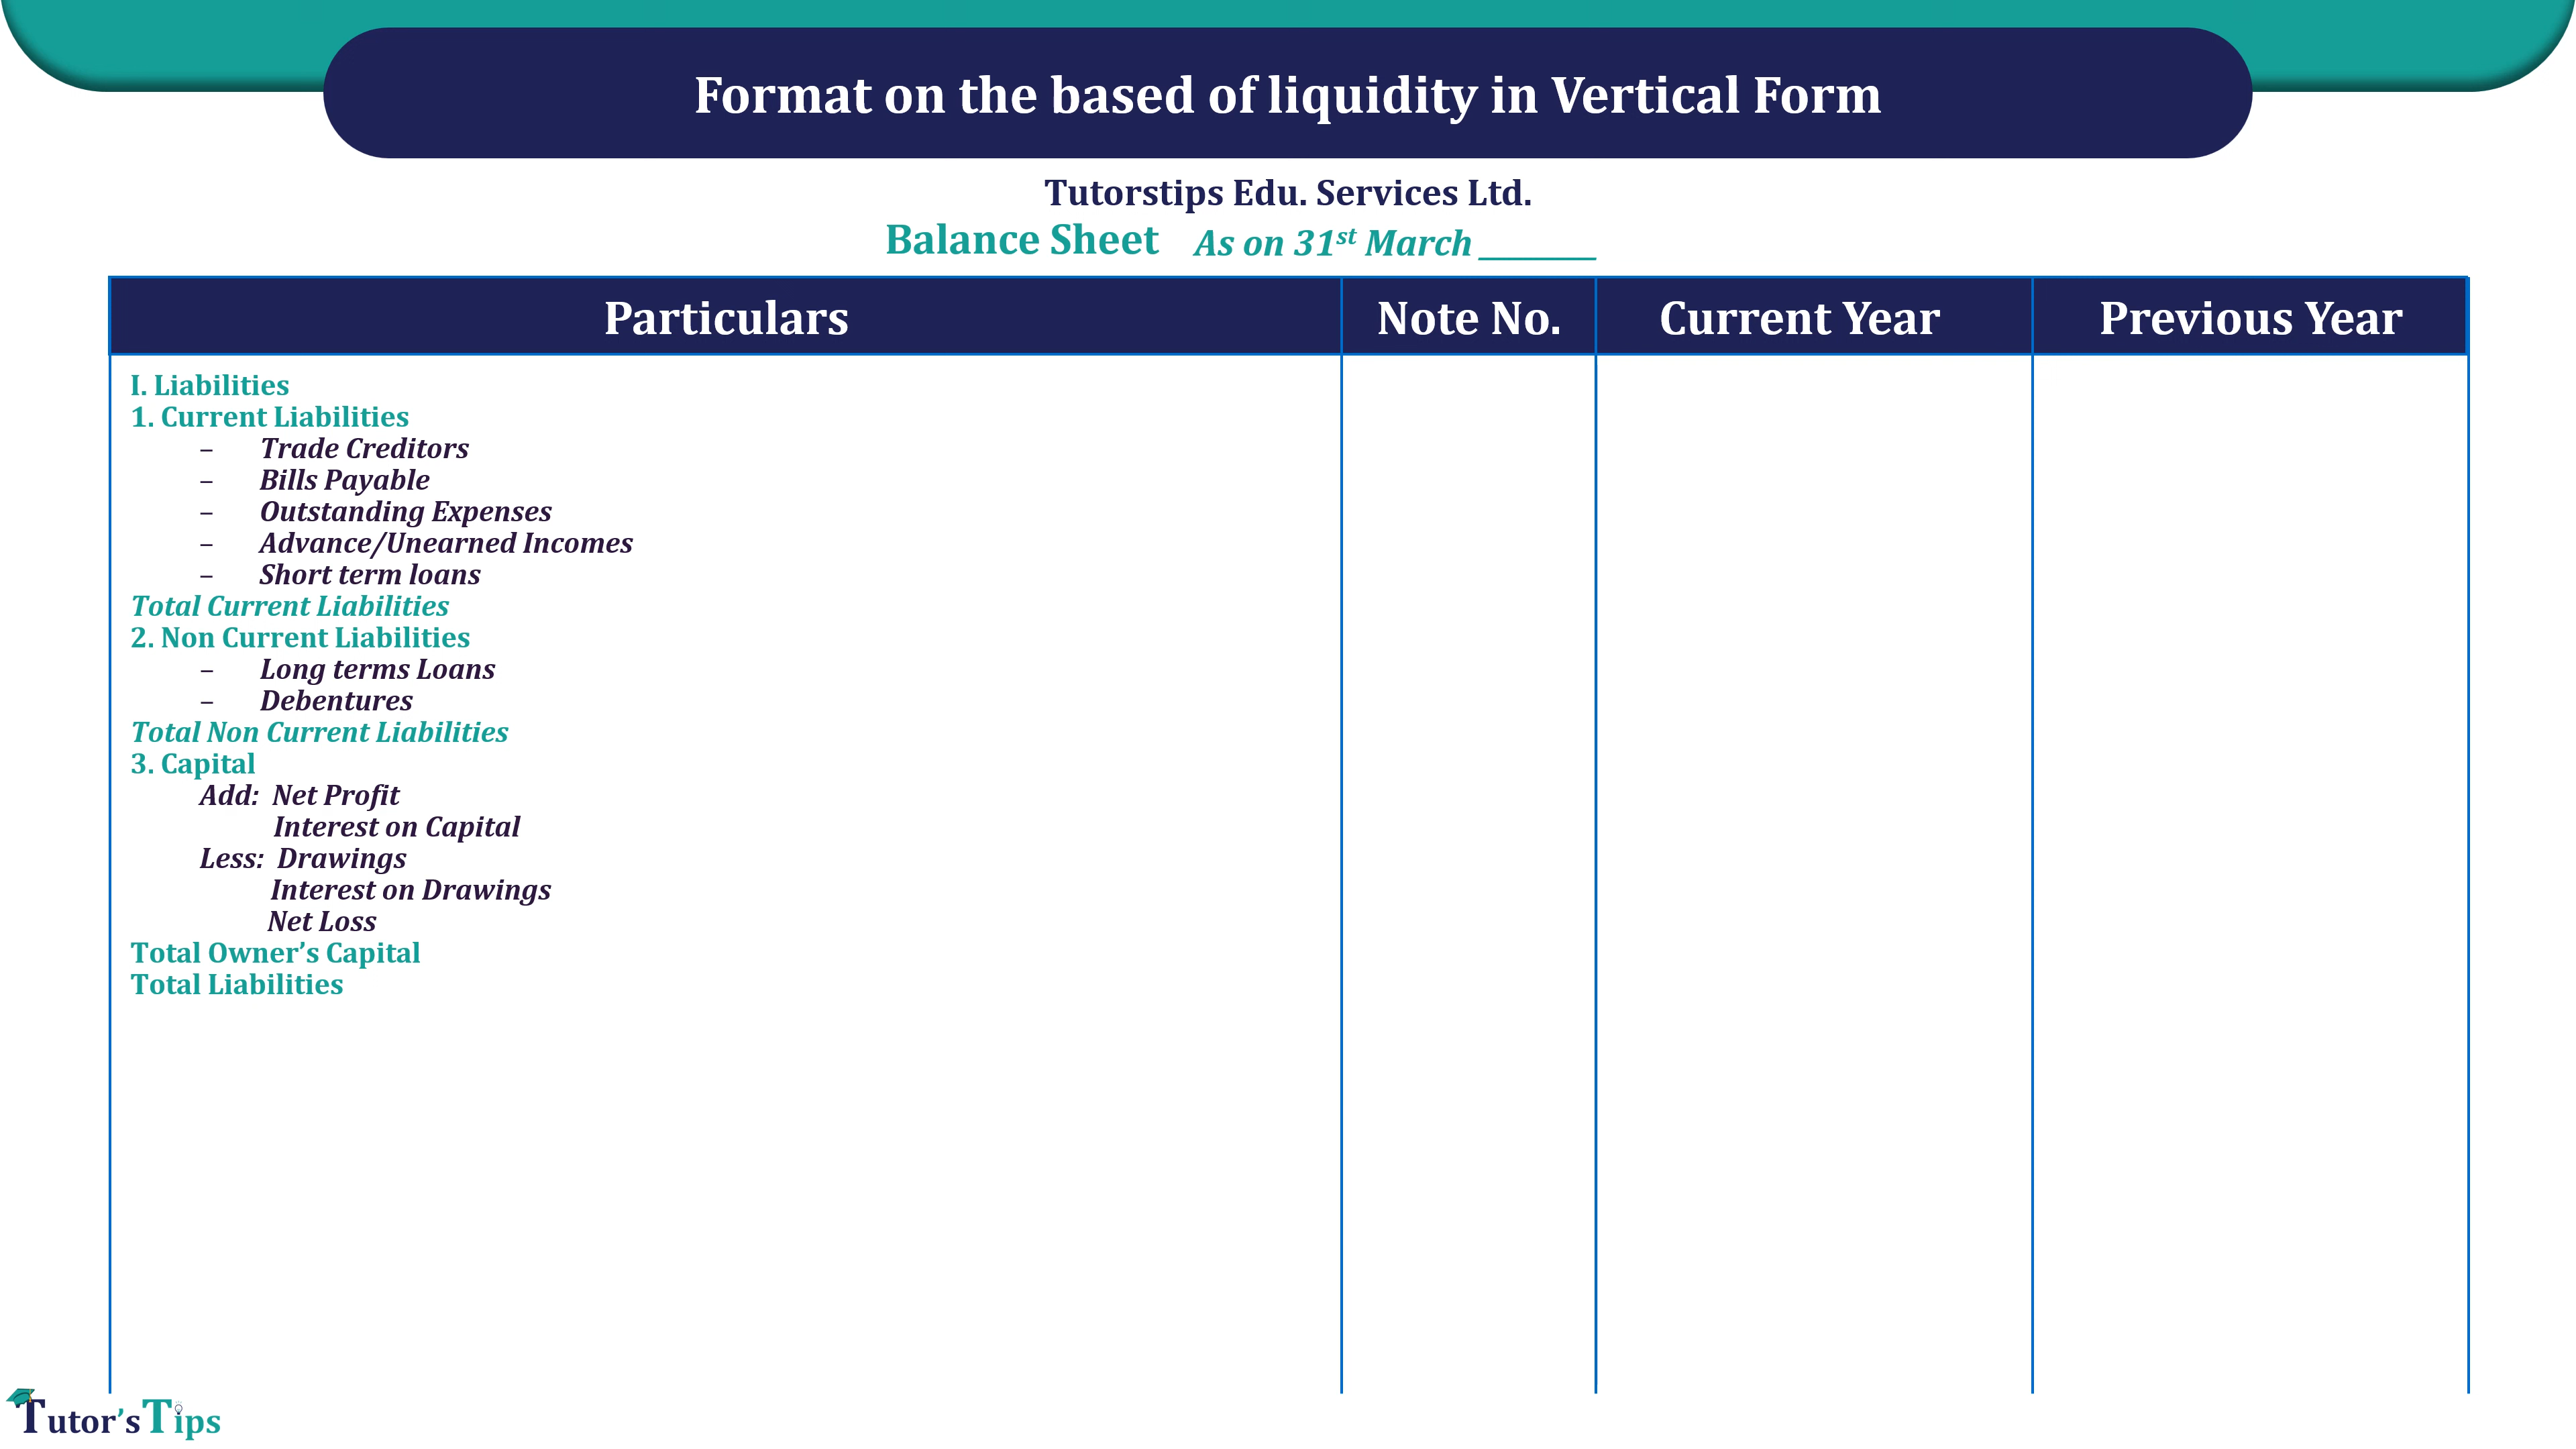 Format on the based of liquidity in Vertical Form
Tutorstips Edu. Services Ltd.
Balance Sheet As on 31st March ______
Particulars Note No. Current Year Previous Year
I. Liabilities
1. Current Liabilities
– Trade Creditors
– Bills Payable
– Outstanding Expenses
– Advance/Unearned Incomes
– Short term loans
Total Current Liabilities
2. Non Current Liabilities
– Long terms Loans
– Debentures
Total Non Current Liabilities
3. Capital
Add: Net Profit
Interest on Capital
Less: Drawings
Interest on Drawings
Net Loss
Total Owner’s Capital
Total Liabilities
Tutor’s Tips